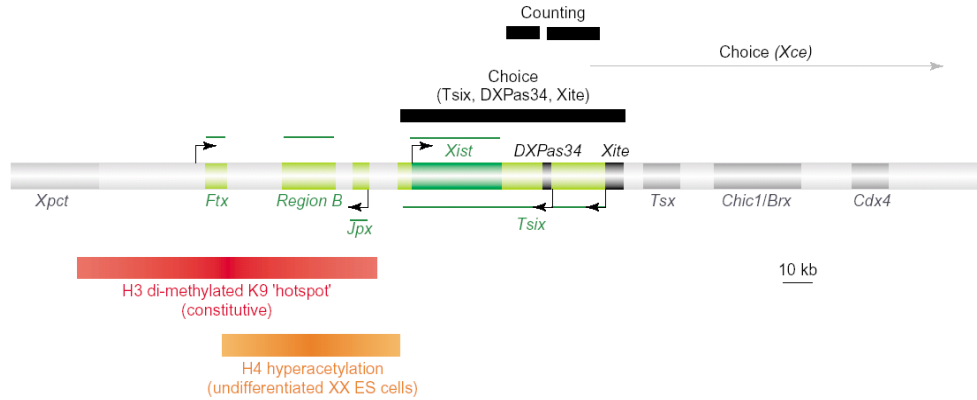 Counting
Choice (Xce)
Choice
(Tsix, DXPas34, Xite)
Xist DXPas34 Xite
Xpct Ftx Region B Jpx Tsix Tsx Chic1/Brx Cdx4
10 kb
H3 di-methylated K9 'hotspot'
(constitutive)
H4 hyperacetylation
(undifferentiated XX ES cells)